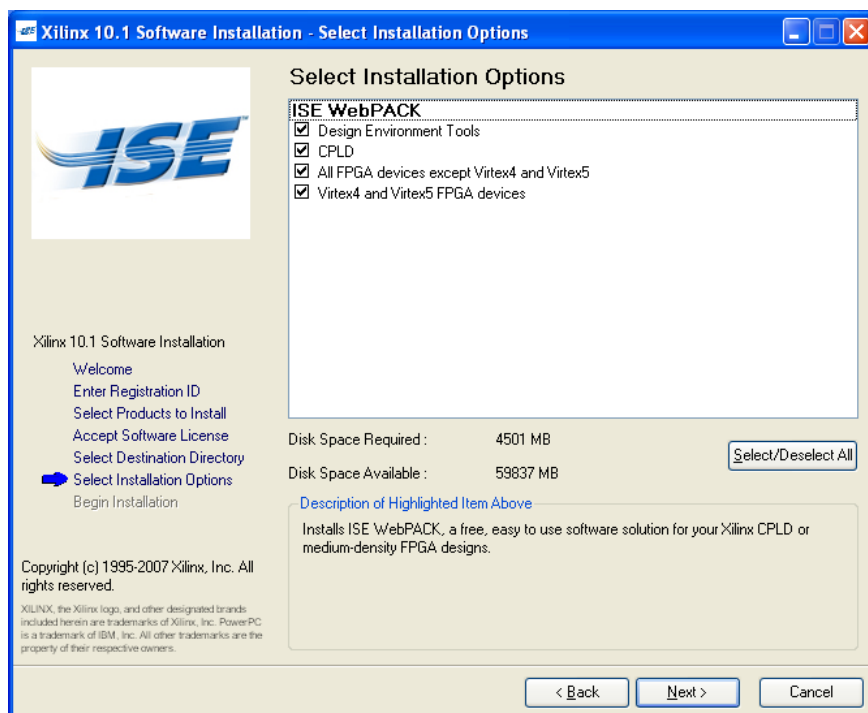 Xilinx 10.1 Software Installation - Select Installation Options
ISE
Select Installation Options
ISE WebPACK
Design Environment Tools
CPLD
All FPGA devices except Virtex4 and Virtex5
Virtex4 and Virtex5 FPGA devices
Xilinx 10.1 Software Installation
Welcome
Enter Registration ID
Select Products to Install
Accept Software License
Select Destination Directory
Select Installation Options
Begin Installation
Disk Space Required : 4501 MB
Disk Space Available : 59837 MB
Select/Deselect All
Description of Highlighted Item Above
Installs ISE WebPACK, a free, easy to use software solution for your Xilinx CPLD or
medium-density FPGA designs.
Copyright (c) 1995-2007 Xilinx, Inc. All
rights reserved.
XILINX, the Xilinx logo, and other designated brands
included herein are trademarks of Xilinx, Inc. PowerPC
is a trademark of IBM, Inc. All other trademarks are the
property of their respective owners.
< Back
Next >
Cancel